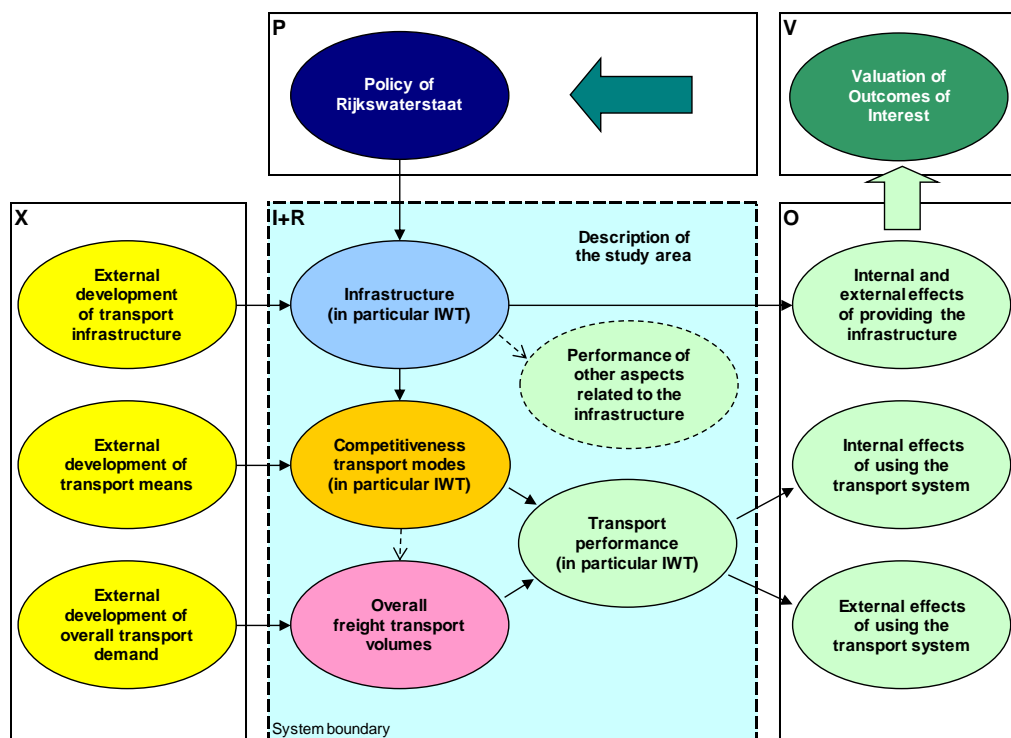 P
Policy of
Rijkswaterstaat
V
Valuation of
Outcomes of
Interest
X
External
development
of transport
infrastructure
External
development of
transport means
External
development of
overall transport
demand
I+R
Description of
the study area
Infrastructure
(in particular IWT)
Performance of
other aspects
related to the
infrastructure
Competitiveness
transport modes
(in particular IWT)
Transport
performance
(in particular IWT)
Overall
freight transport
volumes
System boundary
O
Internal and
external effects
of providing the
infrastructure
Internal effects
of using the
transport system
External effects
of using the
transport system